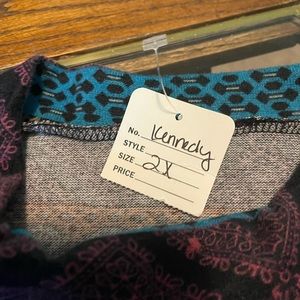 No. Kennedy
STYLE
SIZE 2X
PRICE